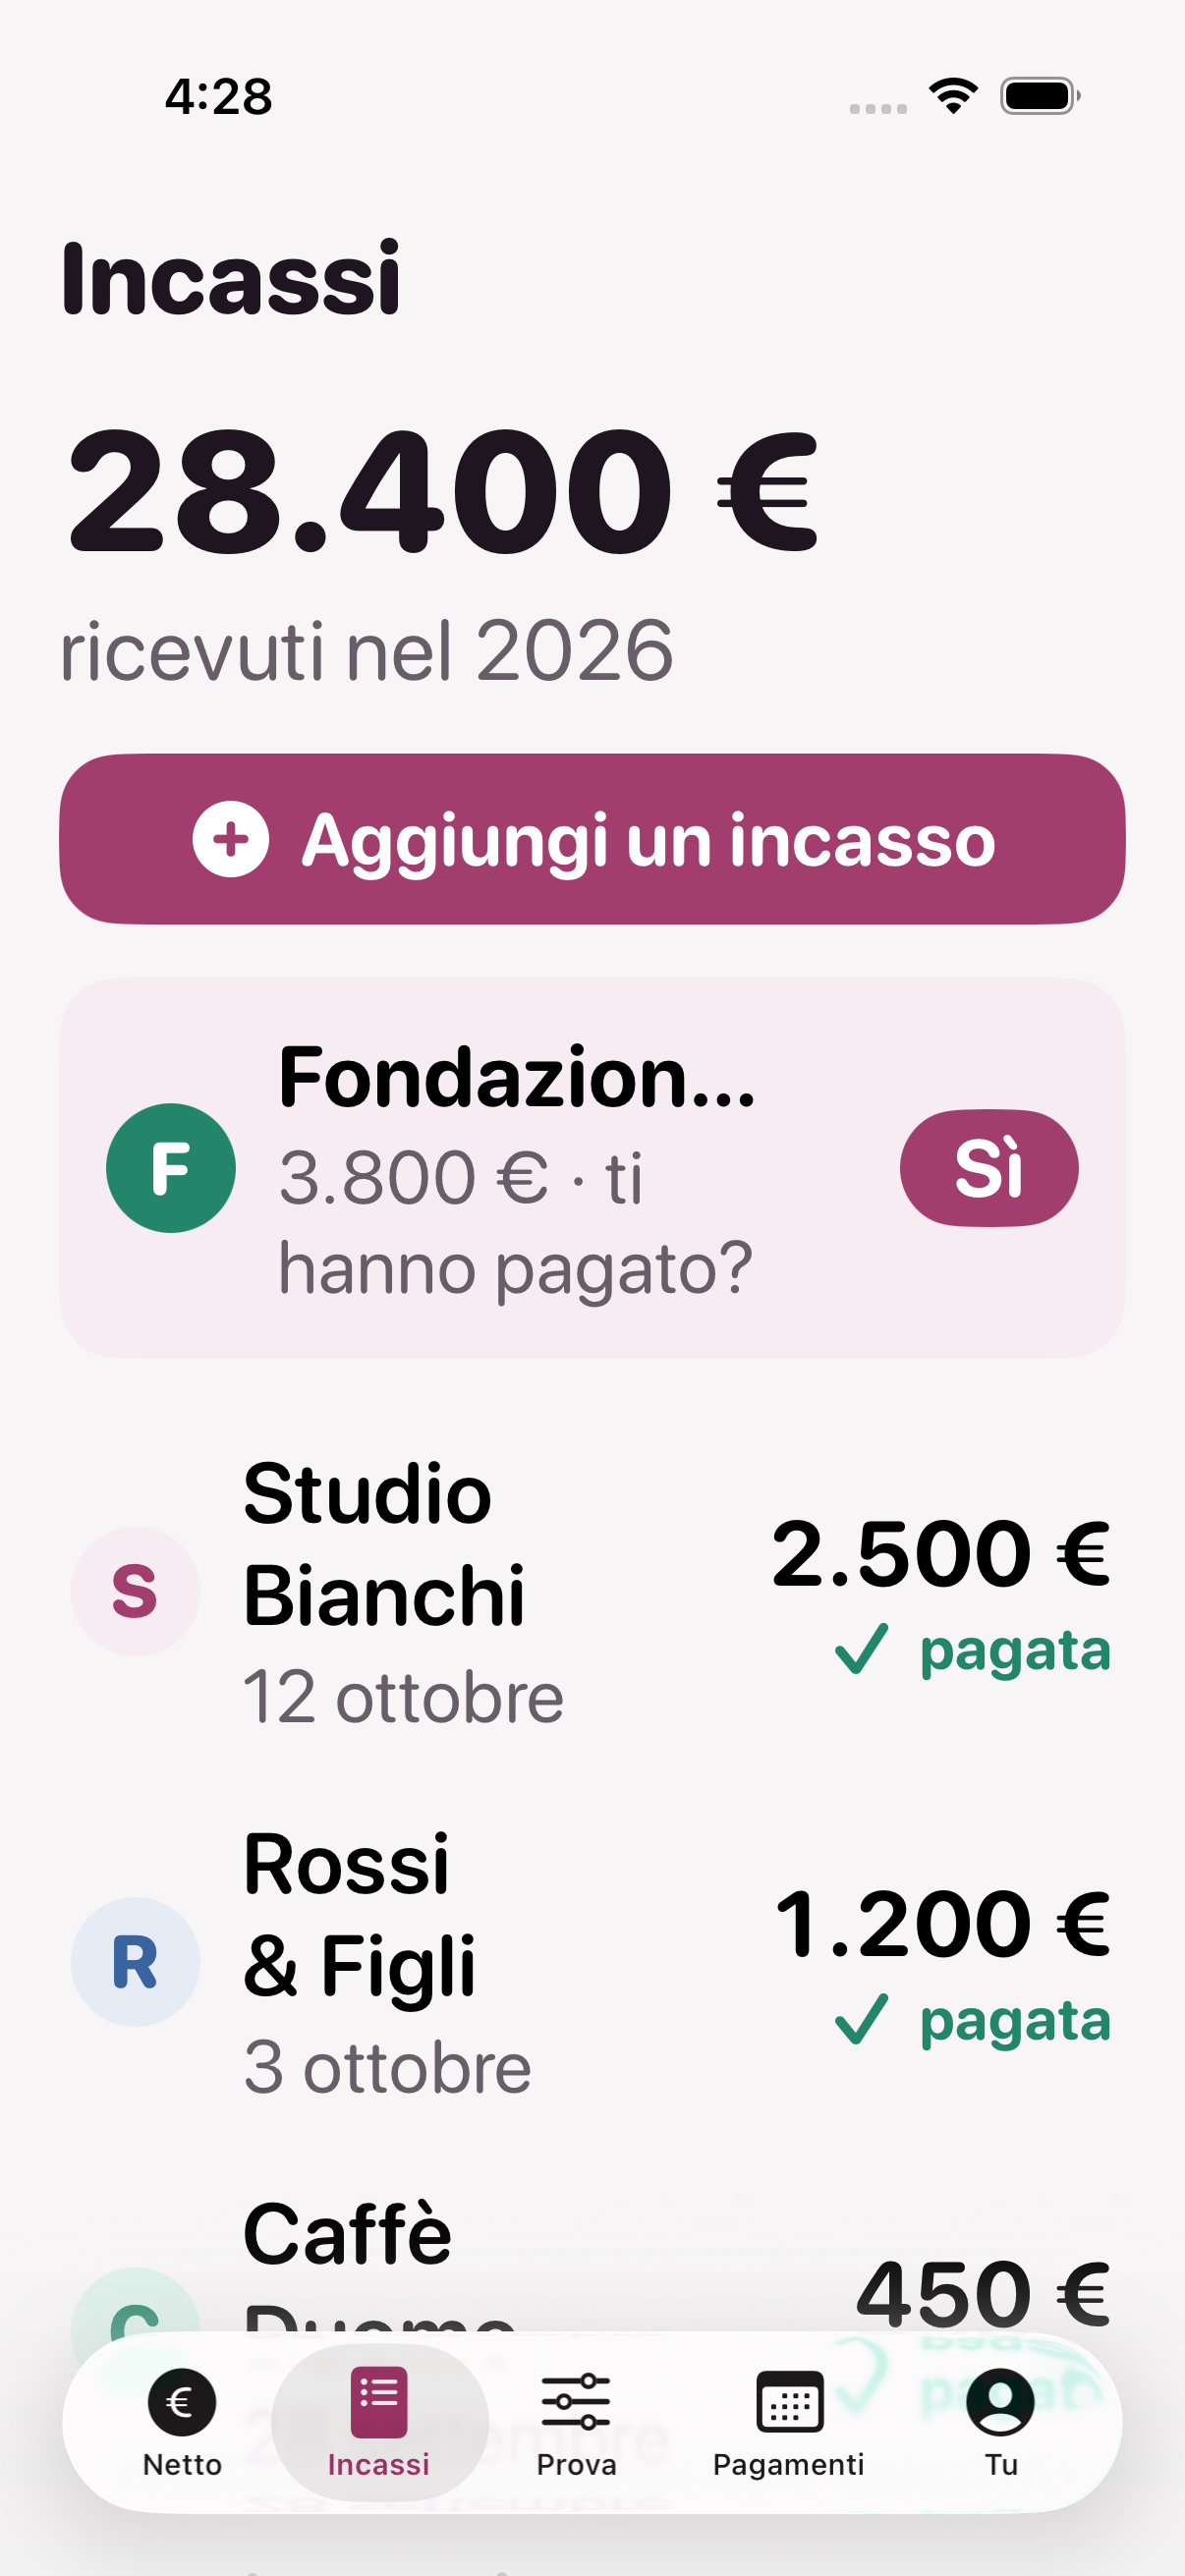 4:28
Incassi
28.400 €
ricevuti nel 2026
Aggiungi un incasso
F
Fondazion...
3.800 € · ti
hanno pagato?
Sì
S
Studio
Bianchi
12 ottobre
2.500 €
pagata
R
Rossi
& Figli
3 ottobre
1.200 €
pagata
C
Caffè
Duomo
450 €
Netto
Incassi
Prova
Pagamenti
Tu